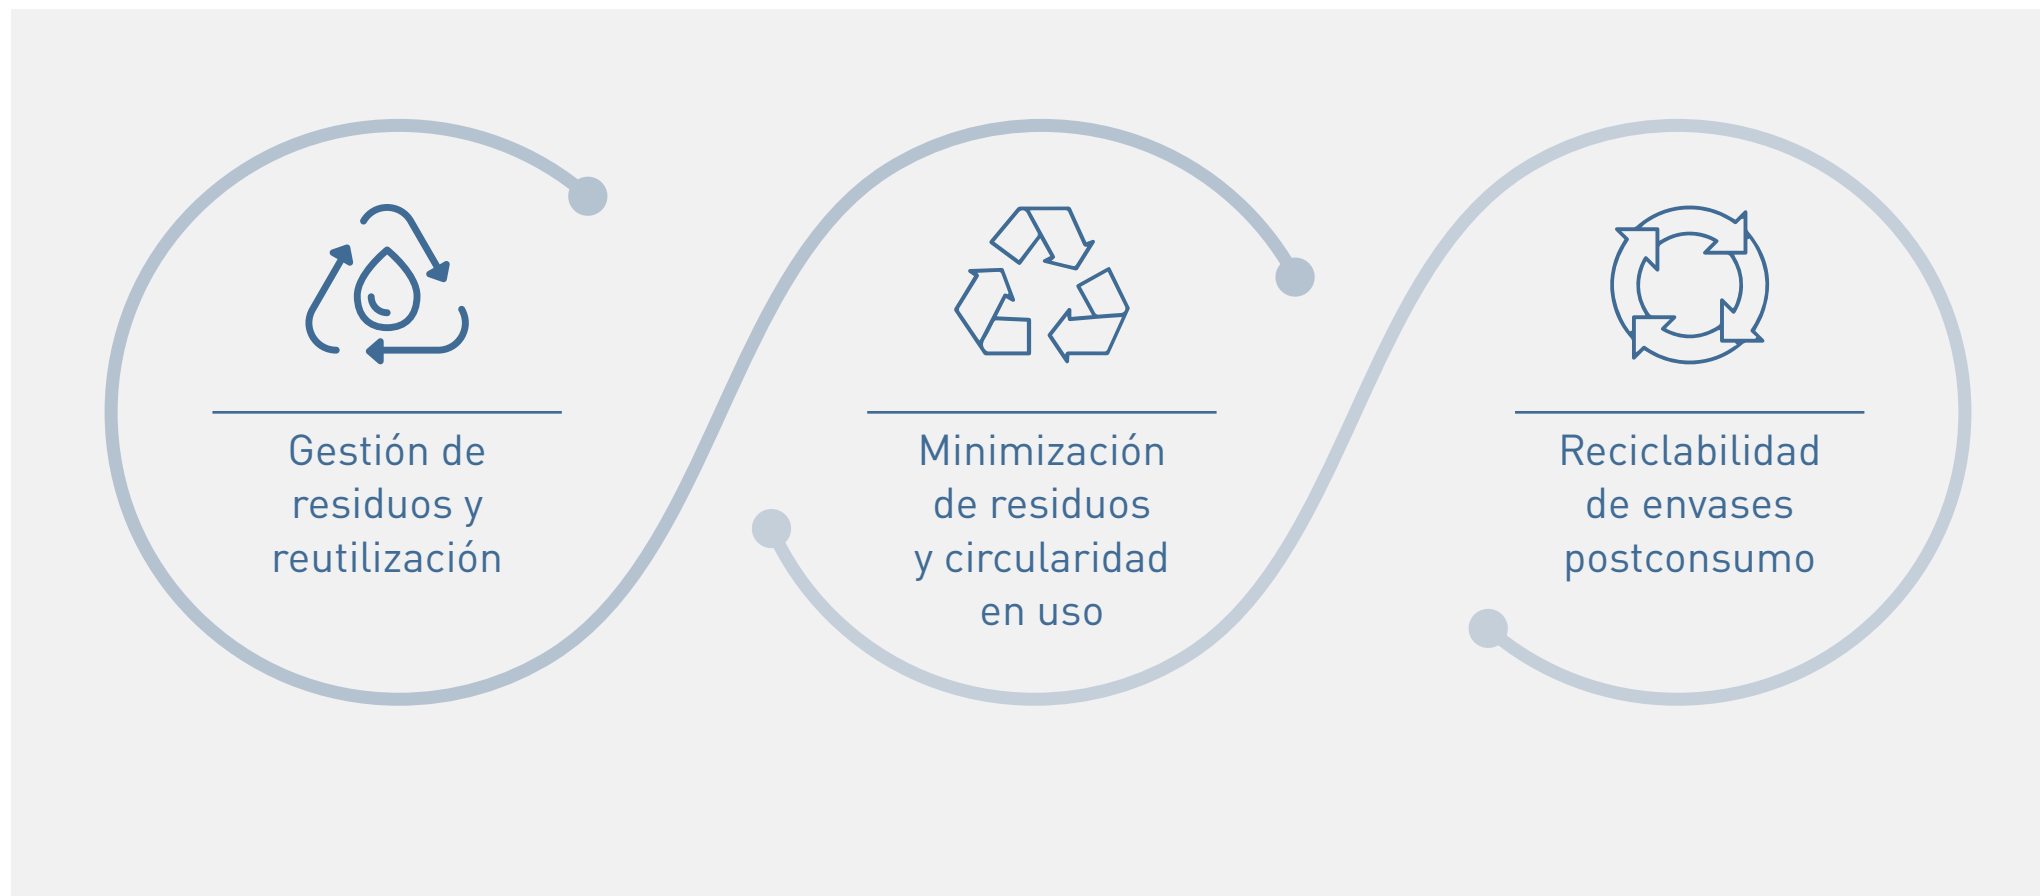 Gestión de
residuos y
reutilización
Minimización
de residuos
y circularidad
en uso
Reciclabilidad
de envases
postconsumo